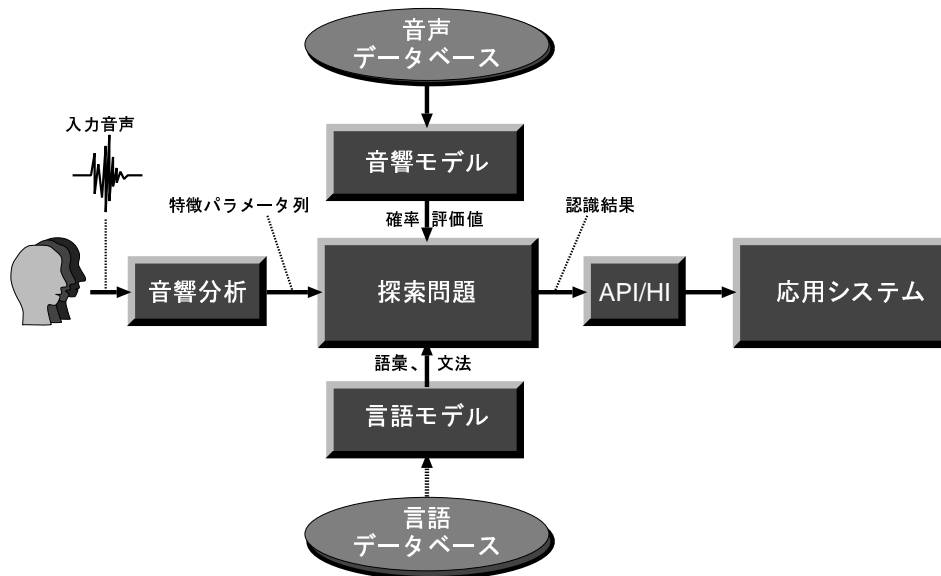 音声
データベース
入力音声
音響モデル
特徴パラメータ列
確率 評価値
認識結果
音響分析
探索問題
API/HI
応用システム
語彙、 文法
言語モデル
言語
データベース